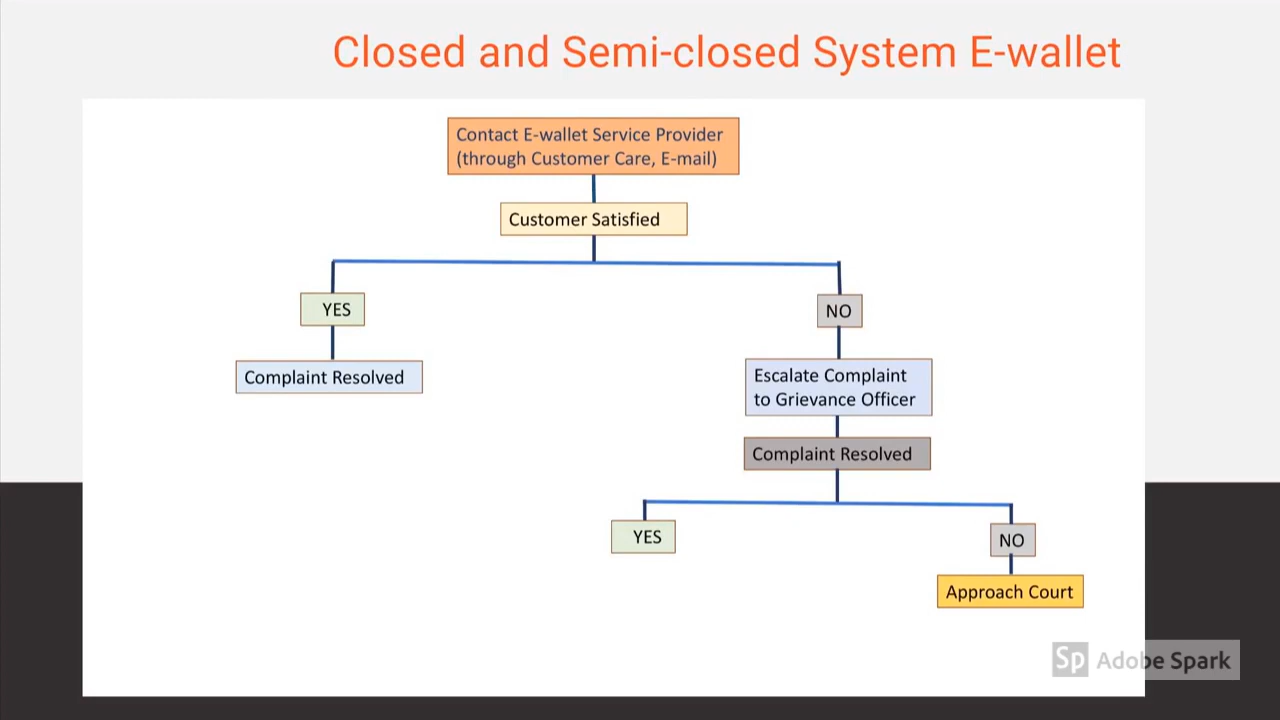 Closed and Semi-closed System E-wallet
Contact E-wallet Service Provider
(through Customer Care, E-mail)
Customer Satisfied
YES
NO
Complaint Resolved
Escalate Complaint
to Grievance Officer
Complaint Resolved
YES
NO
Approach Court
Sp Adobe Spark